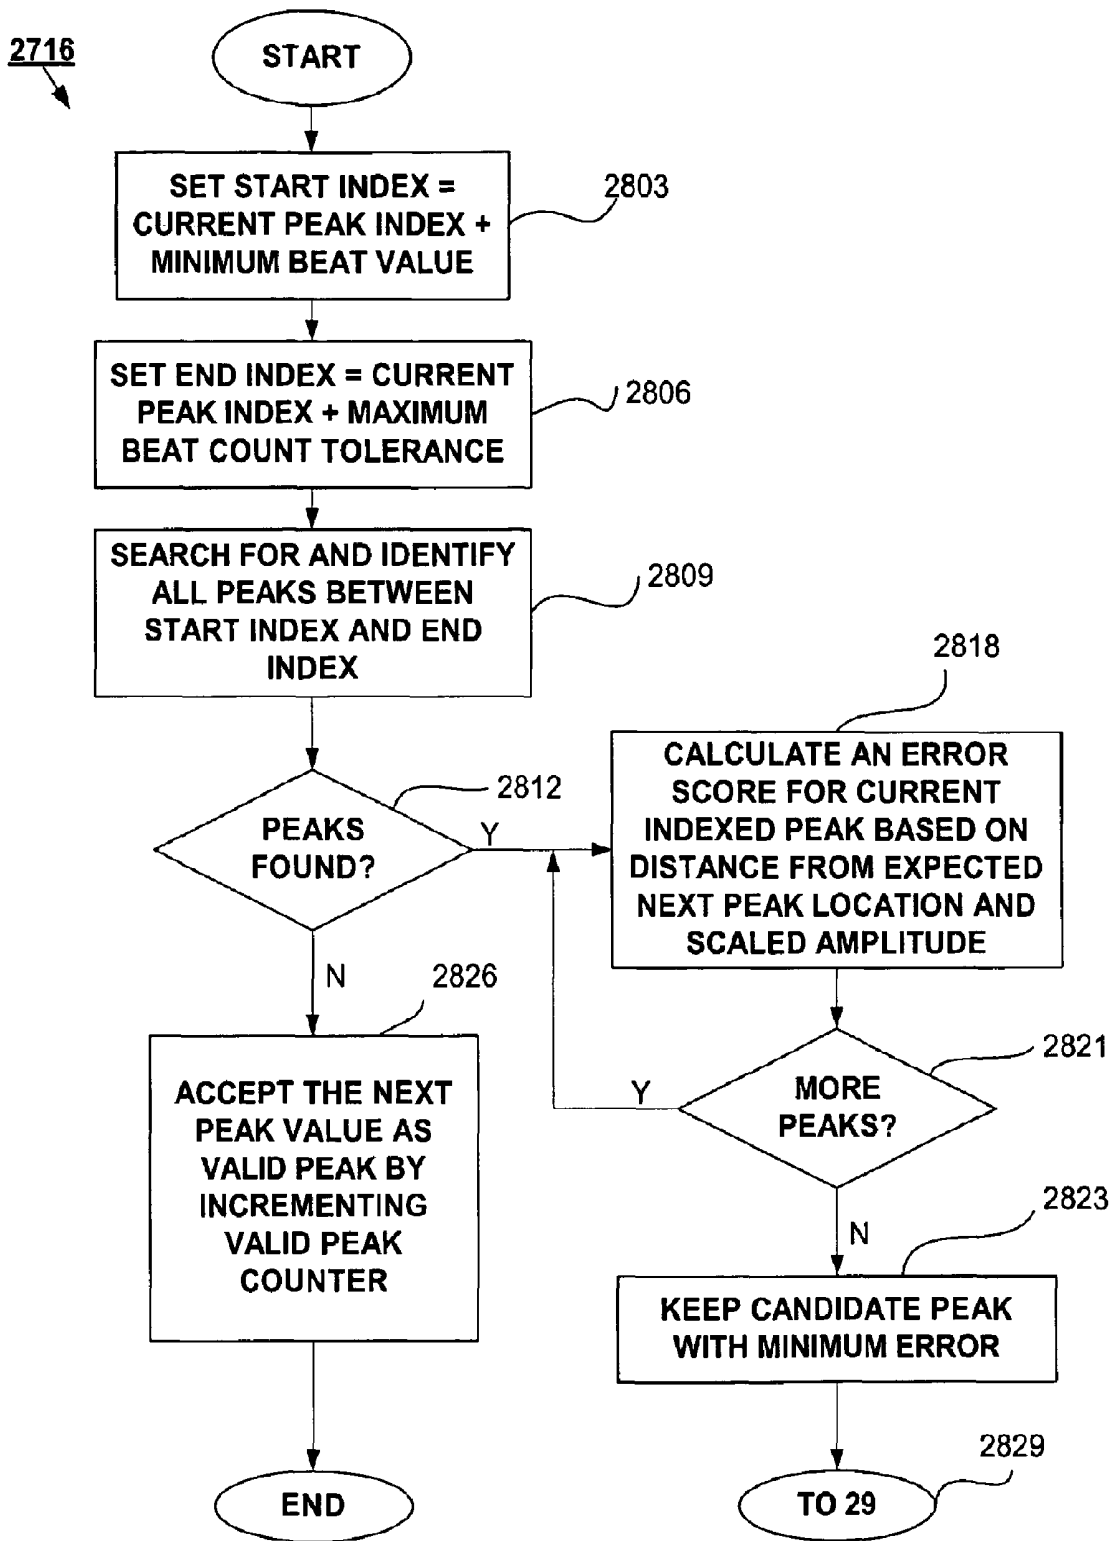 2716
START
SET START INDEX =
CURRENT PEAK INDEX +
MINIMUM BEAT VALUE
2803
SET END INDEX = CURRENT
PEAK INDEX + MAXIMUM
BEAT COUNT TOLERANCE
2806
SEARCH FOR AND IDENTIFY
ALL PEAKS BETWEEN
START INDEX AND END
INDEX
2809
PEAKS
FOUND?
2812
Y
N
2818
CALCULATE AN ERROR
SCORE FOR CURRENT
INDEXED PEAK BASED ON
DISTANCE FROM EXPECTED
NEXT PEAK LOCATION AND
SCALED AMPLITUDE
2826
ACCEPT THE NEXT
PEAK VALUE AS
VALID PEAK BY
INCREMENTING
VALID PEAK
COUNTER
MORE
PEAKS?
2821
Y
N
2823
KEEP CANDIDATE PEAK
WITH MINIMUM ERROR
END
TO 29
2829